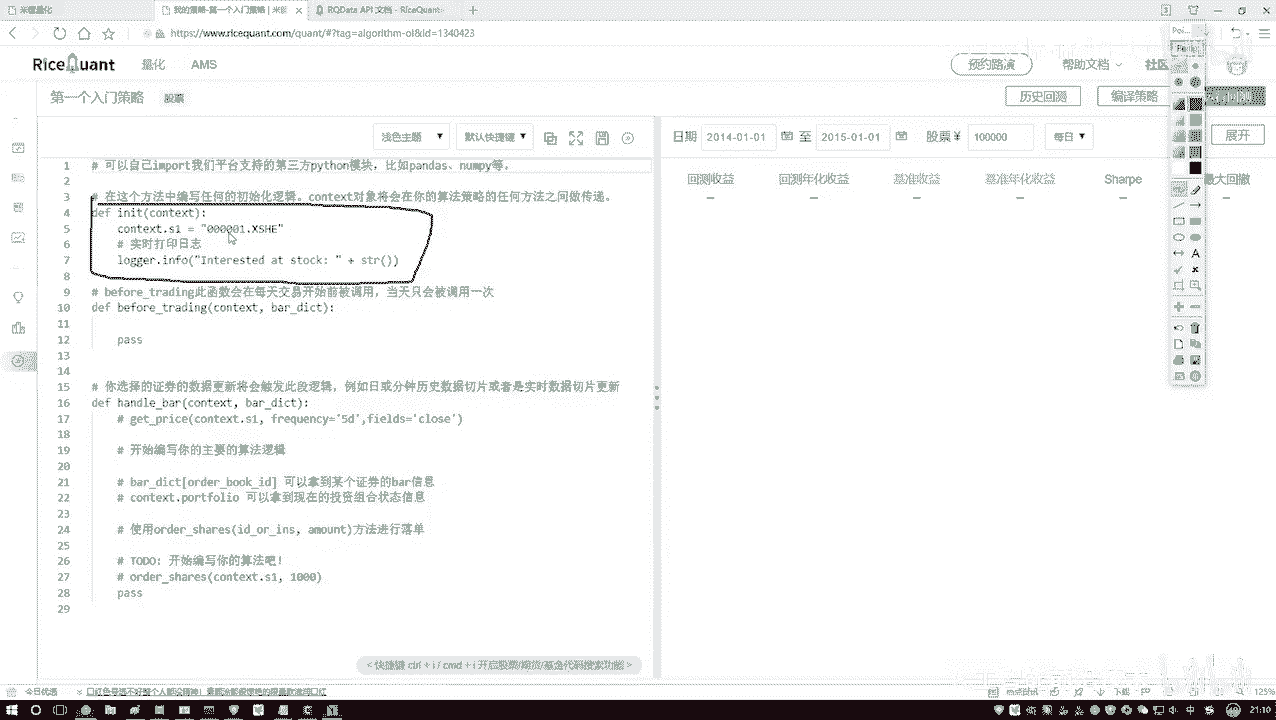 米筐量化
我的策略-第一个入门策略 | 米筐
RQData API 文档 - RiceQuant
https://www.ricequant.com/quant/#?tag=algorithm-ol&id=1340423
RiceQuant
量化
AMS
预约路演
帮助文档
社区
第一个入门策略
股票
历史回测
编译策略
浅色主题
默认快捷键
日期
2014-01-01
至
2015-01-01
股票 ¥
100000
每日
展开
回测收益
回测年化收益
基准收益
基准年化收益
Sharpe
最大回撤
1 # 可以自己import我们平台支持的第三方python模块，比如pandas、numpy等。
2
3 # 在这个方法中编写任何的初始化逻辑。context对象将会在你的算法策略的任何方法之间做传递。
4 def init(context):
5 context.s1 = "000001.XSHE"
6 # 实时打印日志
7 logger.info("Interested at stock: " + str())
8
9 # before_trading此函数会在每天交易开始前被调用，当天只会被调用一次
10 def before_trading(context, bar_dict):
11
12 pass
13
14
15 # 你选择的证券的数据更新将会触发此段逻辑，例如日或分钟历史数据切片或者是实时数据切片更新
16 def handle_bar(context, bar_dict):
17 # get_price(context.s1, frequency='5d',fields='close')
18
19 # 开始编写你的主要的算法逻辑
20
21 # bar_dict[order_book_id] 可以拿到某个证券的bar信息
22 # context.portfolio 可以拿到现在的投资组合状态信息
23
24 # 使用order_shares(id_or_ins, amount)方法进行落单
25
26 # TODO: 开始编写你的算法吧！
27 # order_shares(context.s1, 1000)
28 pass
29
< 快捷键 ctrl + i / cmd + i 开启股票/期货/基金代码搜索功能 >
今日优选
125%
21:10